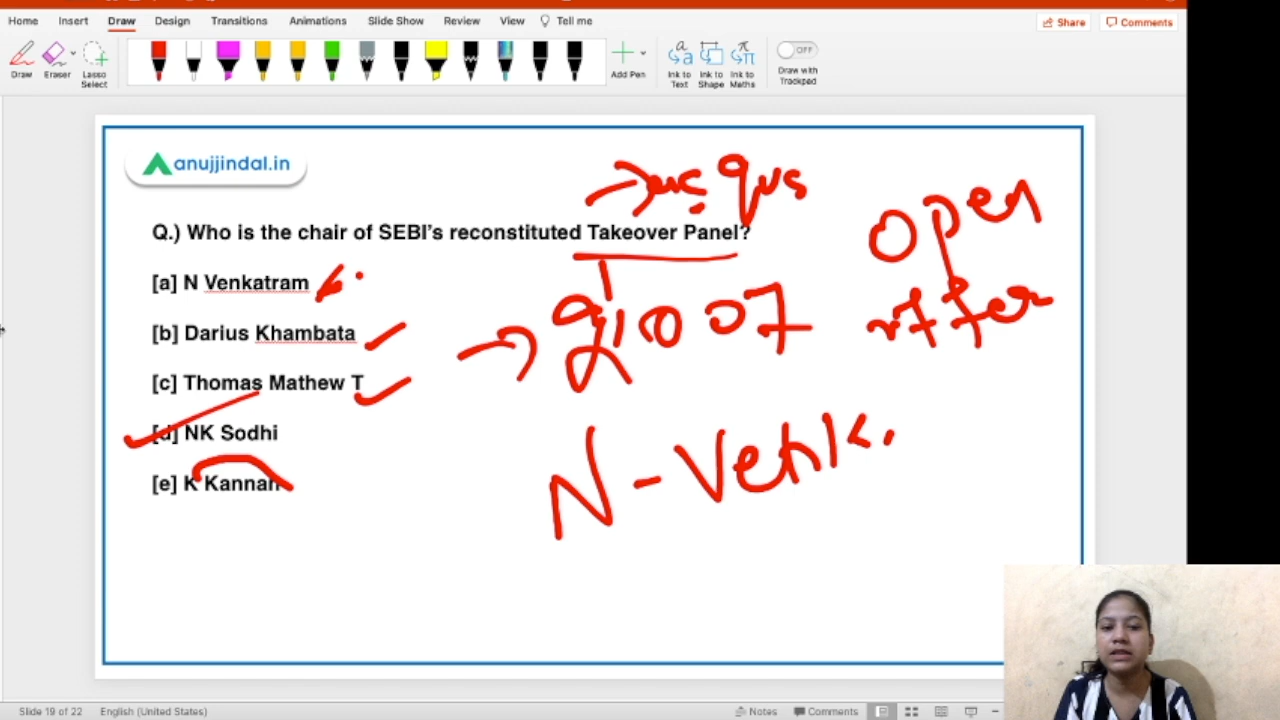 Home Insert Draw Design Transitions Animations Slide Show Review View Tell me
Share Comments
Draw Eraser Lasso Select Add Pen Ink to Text Ink to Shape Ink to Maths OFF Draw with Trackpad
anujjindal.in
Q.) Who is the chair of SEBI's reconstituted Takeover Panel?
[a] N Venkatram
[b] Darius Khambata
[c] Thomas Mathew T
[d] NK Sodhi
[e] K Kannan
open
offer
2007
N-Venk.
Slide 19 of 22 English (United States) Notes Comments